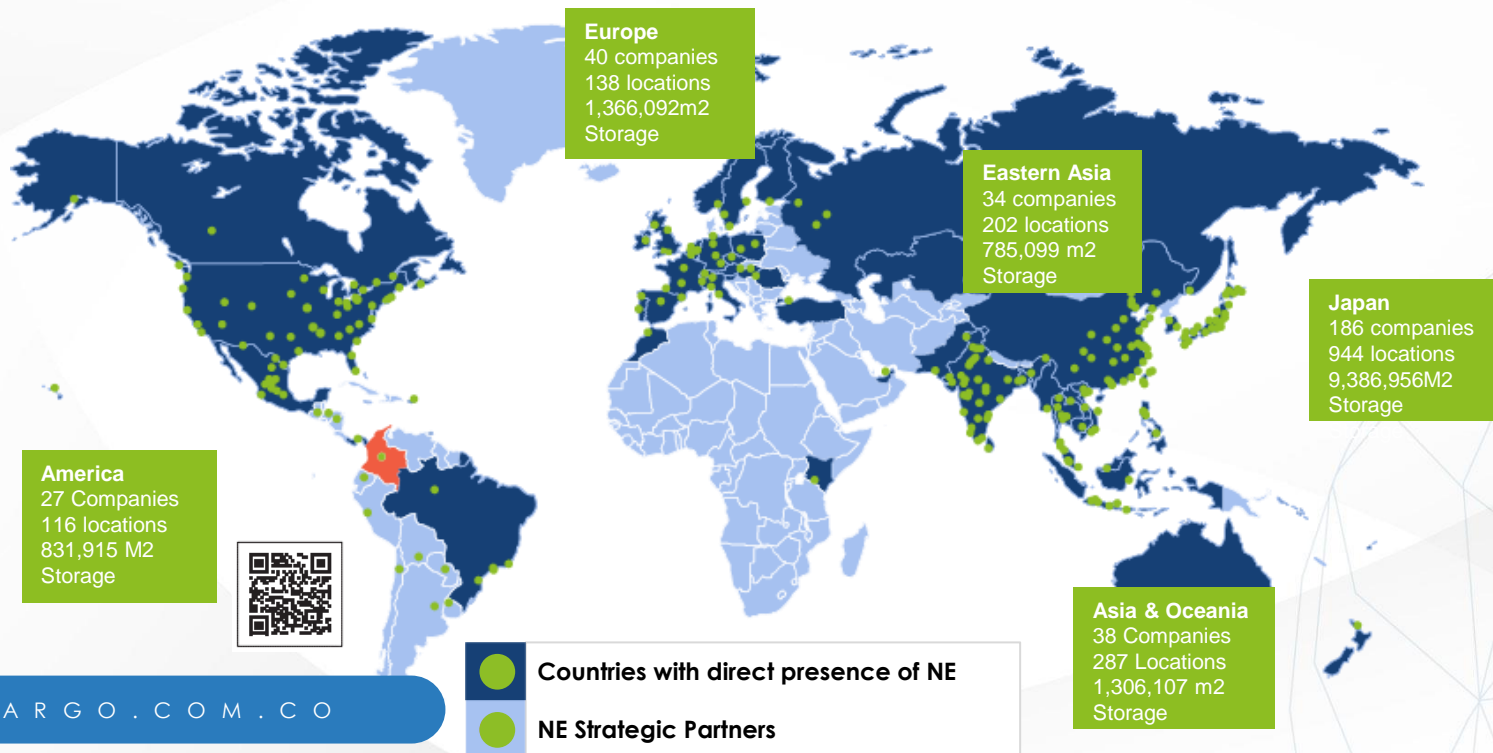 Europe
40 companies
138 locations
1,366,092m2
Storage
Eastern Asia
34 companies
202 locations
785,099 m2
Storage
Japan
186 companies
944 locations
9,386,956M2
Storage
America
27 Companies
116 locations
831,915 M2
Storage
Asia & Oceania
38 Companies
287 Locations
1,306,107 m2
Storage
Countries with direct presence of NE
NE Strategic Partners
A R G O . C O M . C O